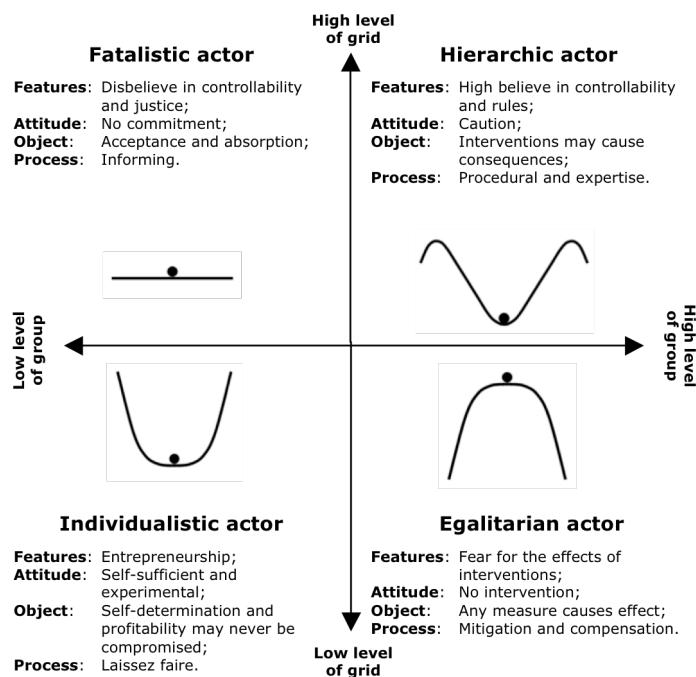 High level
of grid
Fatalistic actor
Features: Disbelieve in controllability
and justice;
Attitude: No commitment;
Object: Acceptance and absorption;
Process: Informing.
Hierarchic actor
Features: High believe in controllability
and rules;
Attitude: Caution;
Object: Interventions may cause
consequences;
Process: Procedural and expertise.
Low level
of group
High level
of group
Individualistic actor
Features: Entrepreneurship;
Attitude: Self-sufficient and
experimental;
Object: Self-determination and
profitability may never be
compromised;
Process: Laissez faire.
Egalitarian actor
Features: Fear for the effects of
interventions;
Attitude: No intervention;
Object: Any measure causes effect;
Process: Mitigation and compensation.
Low level
of grid